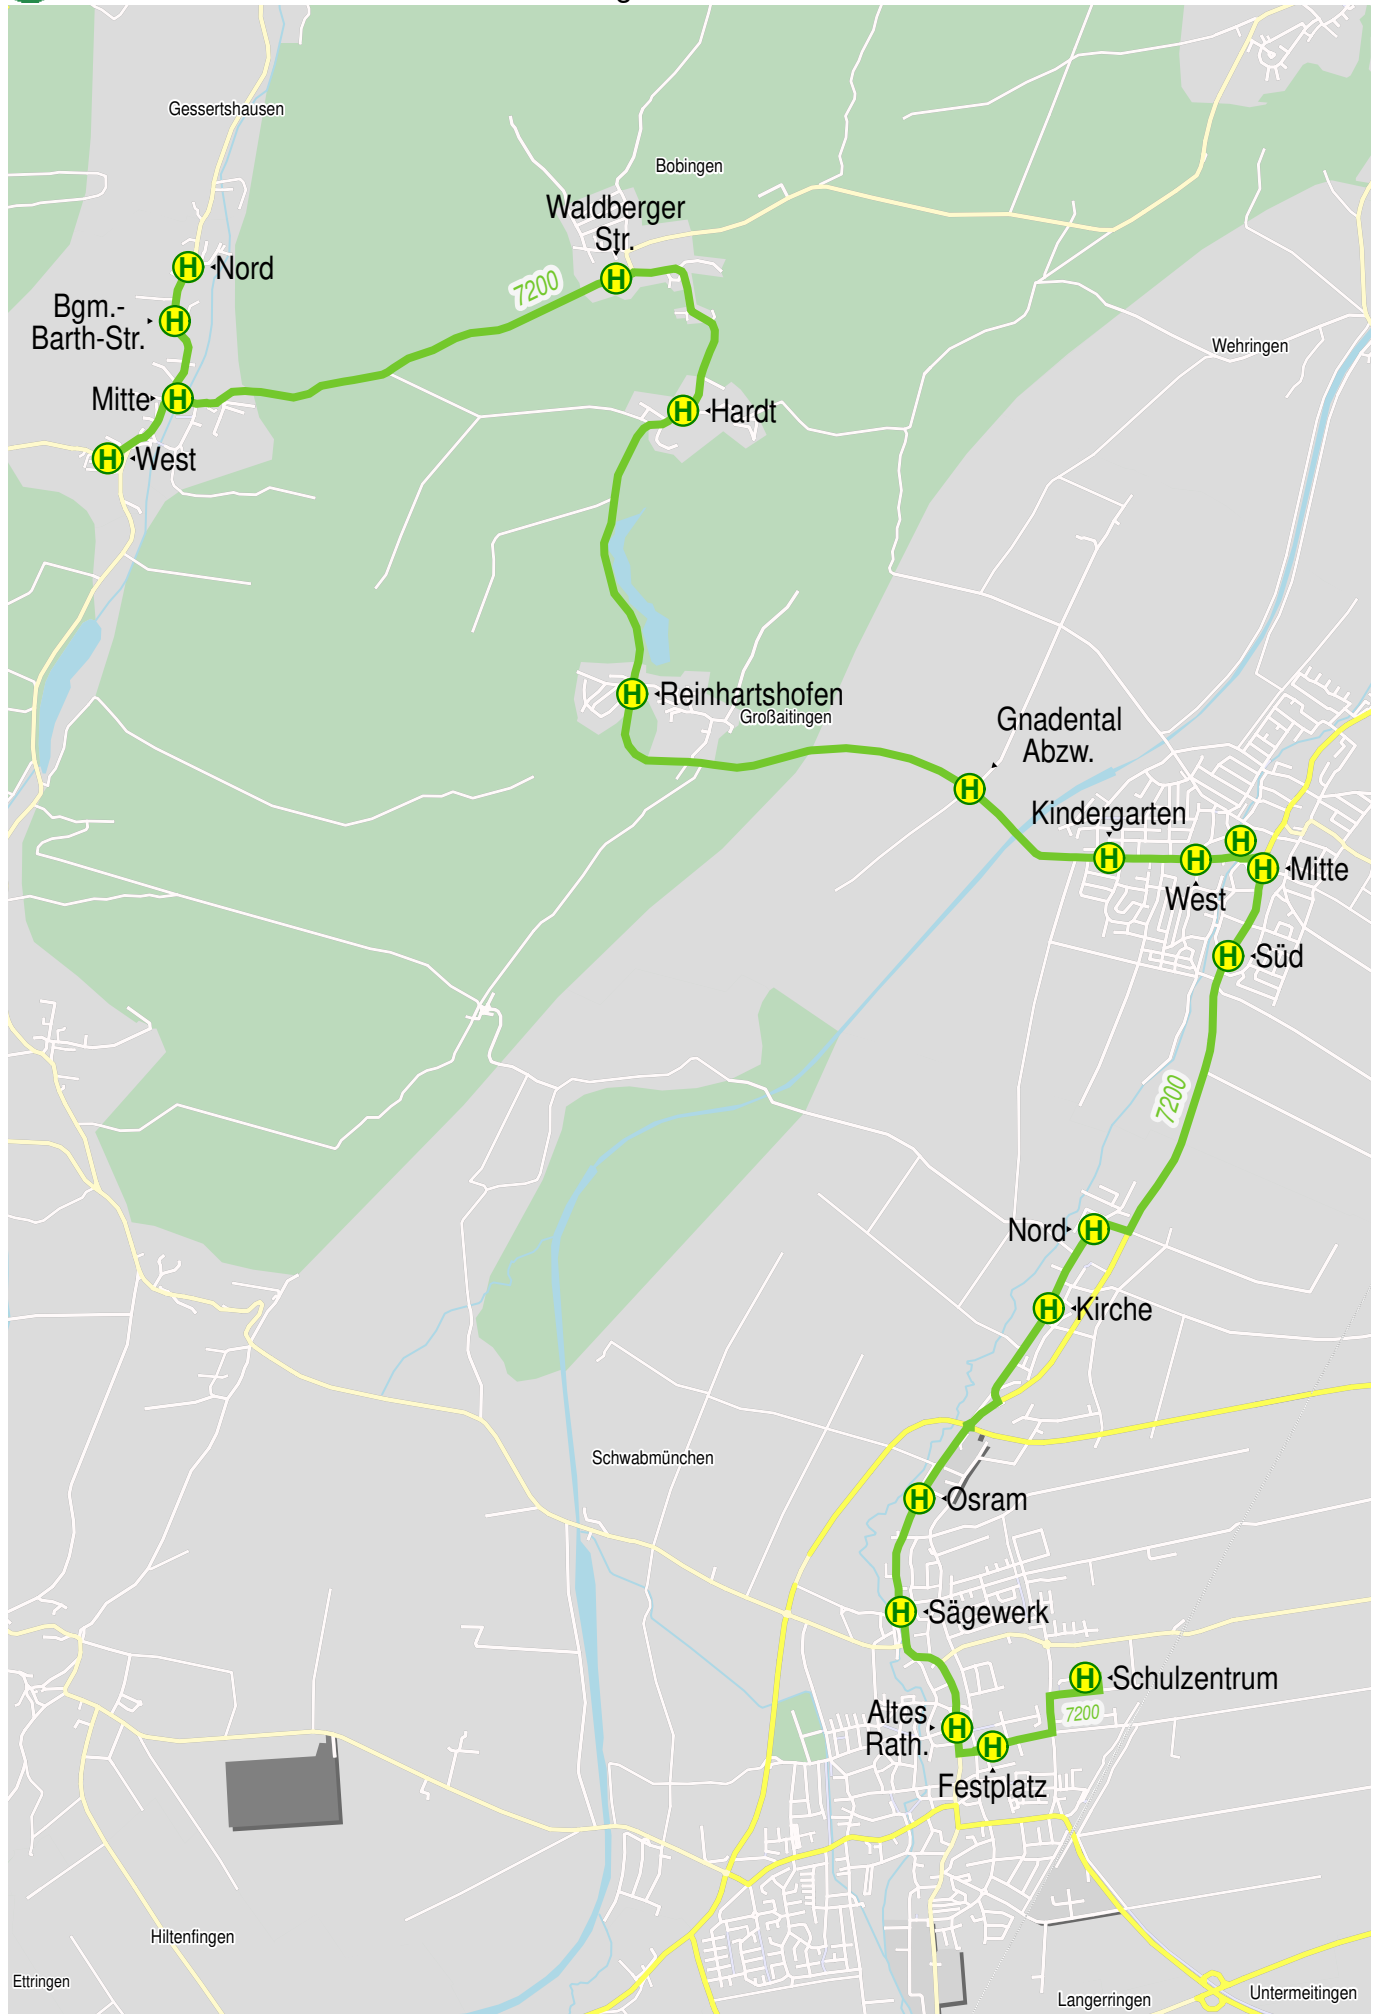 Gessertshausen
Bobingen
Waldberger
Str.
H
Nord
H
7200
H
Bgm.-
Barth-Str.
H
Wehringen
Mitte
H
H
Hardt
H
West
H
Reinhartshofen
Großaitingen
Gnadental
Abzw.
H
Kindergarten
H
H
H
H
Mitte
West
H
Süd
7200
Nord
H
H
Kirche
Schwabmünchen
H
Osram
H
Sägewerk
H
Schulzentrum
7200
Altes
Rath.
H
H
Festplatz
Hiltenfingen
Ettringen
Langerringen
Untermeitingen